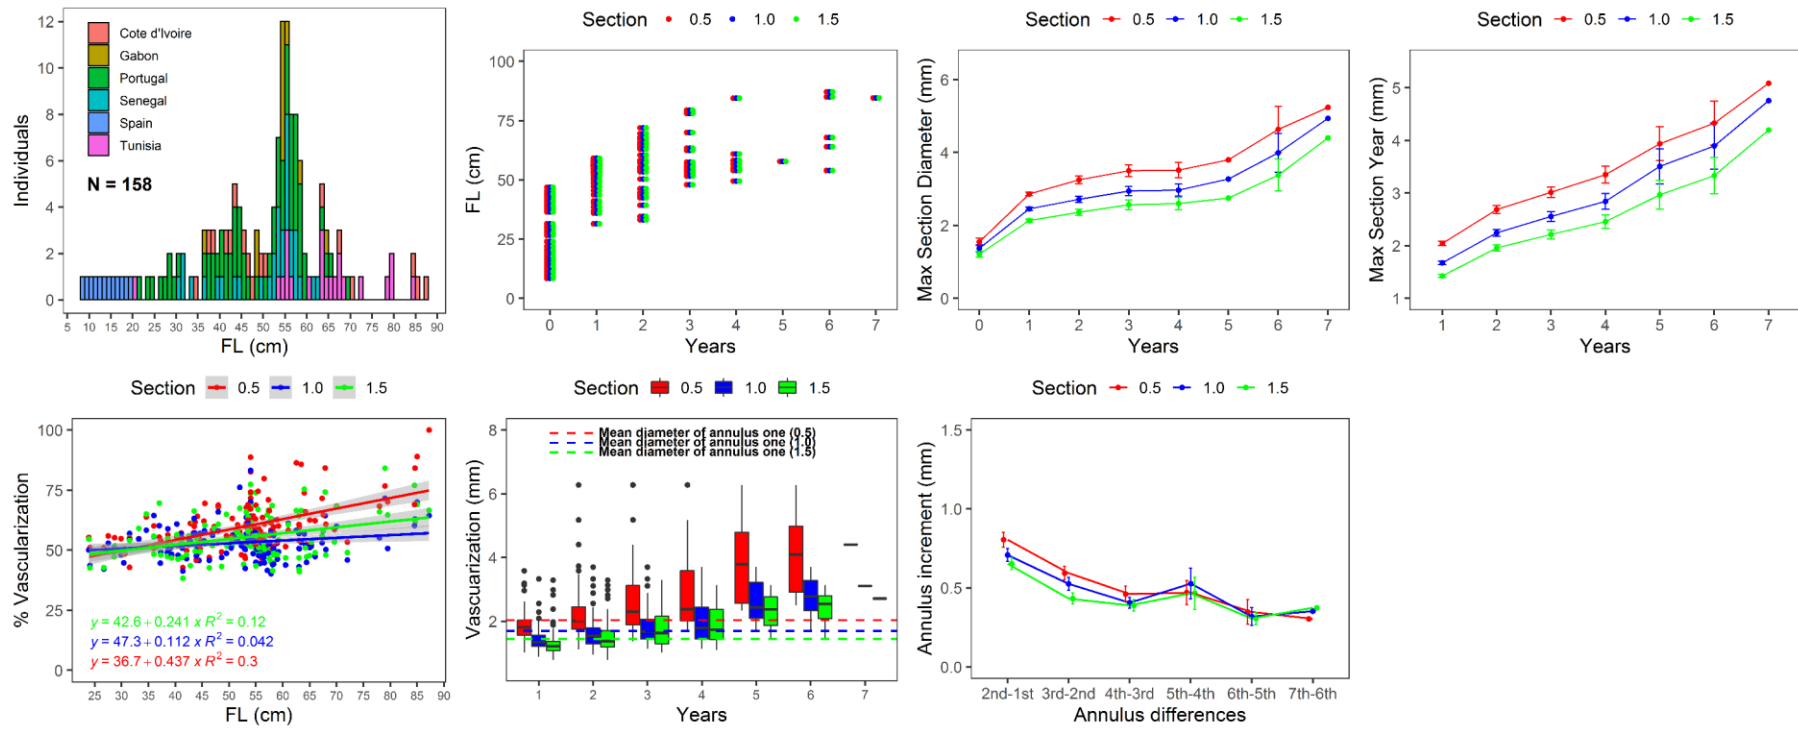 12
10
8
6
4
2
0
Individuals
Cote d'Ivoire
Gabon
Portugal
Senegal
Spain
Tunisia
N = 158
5 10 15 20 25 30 35 40 45 50 55 60 65 70 75 80 85 90
FL (cm)
Section 0.5 1.0 1.5
100
75
50
25
0
FL (cm)
0 1 2 3 4 5 6 7
Years
Section 0.5 1.0 1.5
6
4
2
0
Max Section Diameter (mm)
0 1 2 3 4 5 6 7
Years
Section 0.5 1.0 1.5
5
4
3
2
1
Max Section Year (mm)
1 2 3 4 5 6 7
Years
Section 0.5 1.0 1.5
100
75
50
25
0
% Vascularization
y = 42.6 + 0.241 x R² = 0.12
y = 47.3 + 0.112 x R² = 0.042
y = 36.7 + 0.437 x R² = 0.3
25 30 35 40 45 50 55 60 65 70 75 80 85 90
FL (cm)
Section 0.5 1.0 1.5
8
6
4
2
Vascuarization (mm)
Mean diameter of annulus one (0.5)
Mean diameter of annulus one (1.0)
Mean diameter of annulus one (1.5)
1 2 3 4 5 6 7
Years
Section 0.5 1.0 1.5
1.5
1.0
0.5
0.0
Annulus increment (mm)
2nd-1st 3rd-2nd 4th-3rd 5th-4th 6th-5th 7th-6th
Annulus differences